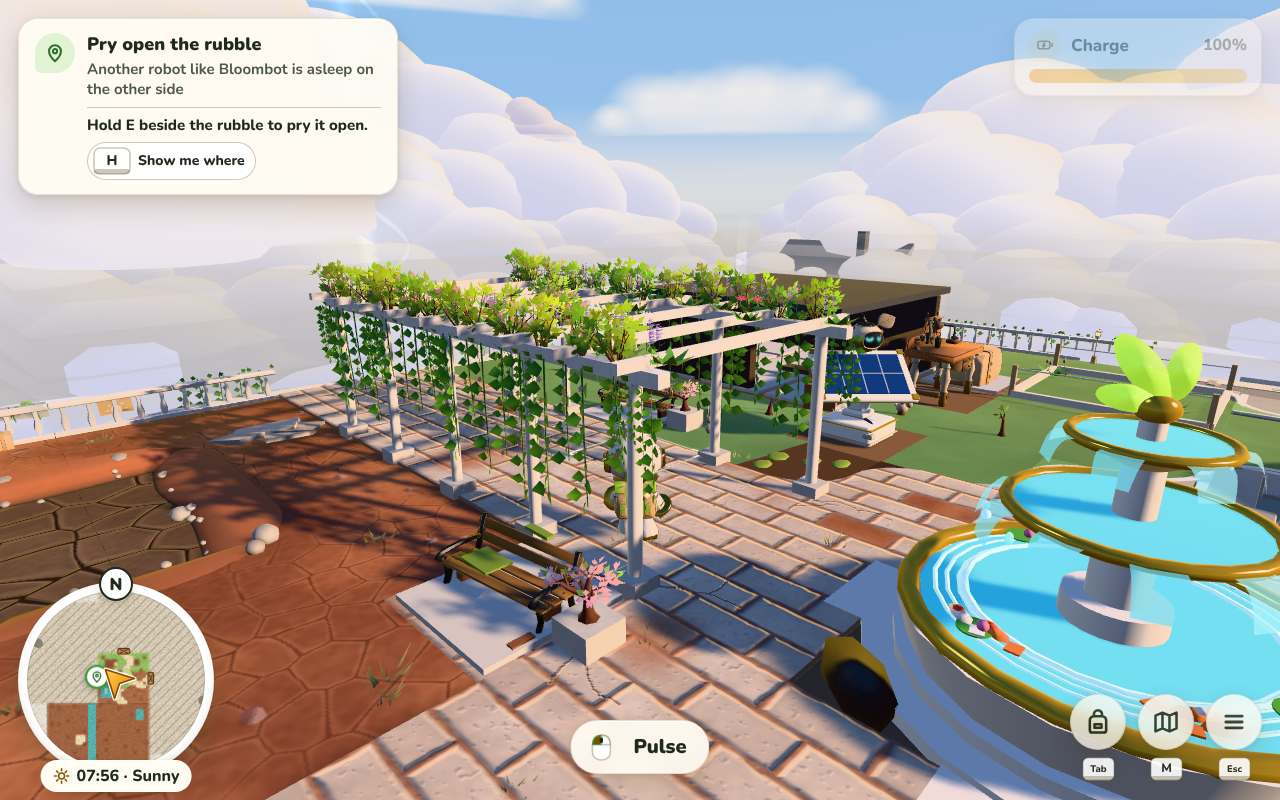 Pry open the rubble
Another robot like Bloombot is asleep on
the other side
Hold E beside the rubble to pry it open.
H Show me where
Charge 100%
N
07:56 · Sunny
Pulse
Tab
M
Esc